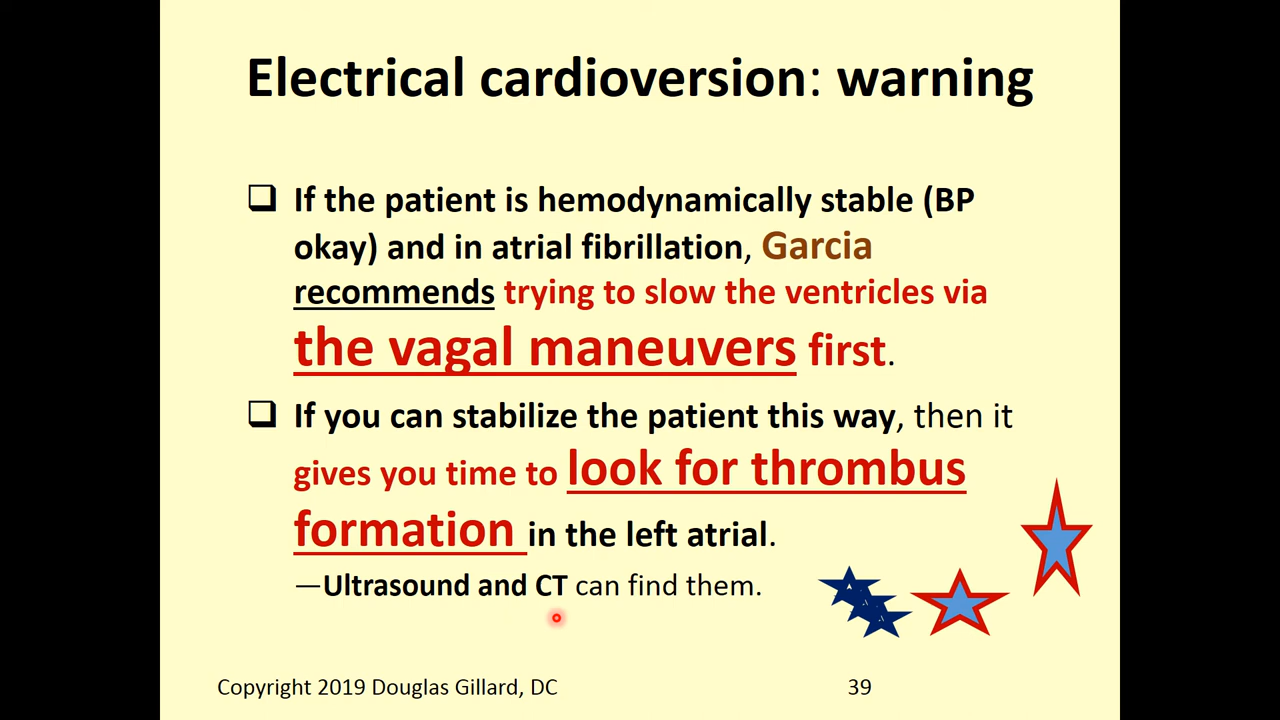 Electrical cardioversion: warning
❑ If the patient is hemodynamically stable (BP
okay) and in atrial fibrillation, Garcia
recommends trying to slow the ventricles via
the vagal maneuvers first.
❑ If you can stabilize the patient this way, then it
gives you time to look for thrombus
formation in the left atrial.
—Ultrasound and CT can find them.
Copyright 2019 Douglas Gillard, DC
39